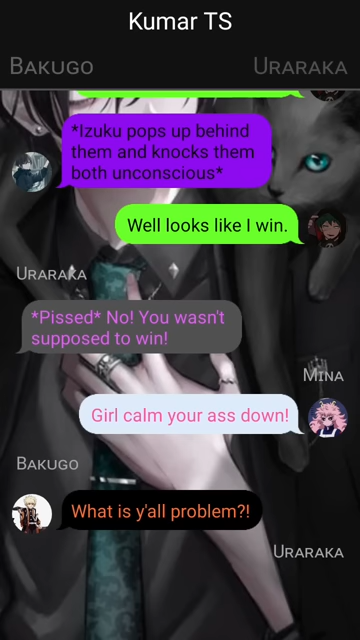 Kumar TS
Bakugo
Uraraka
*Izuku pops up behind
them and knocks them
both unconscious*
Well looks like I win.
Uraraka
*Pissed* No! You wasn't
supposed to win!
Mina
Girl calm your ass down!
Bakugo
What is y'all problem?!
Uraraka